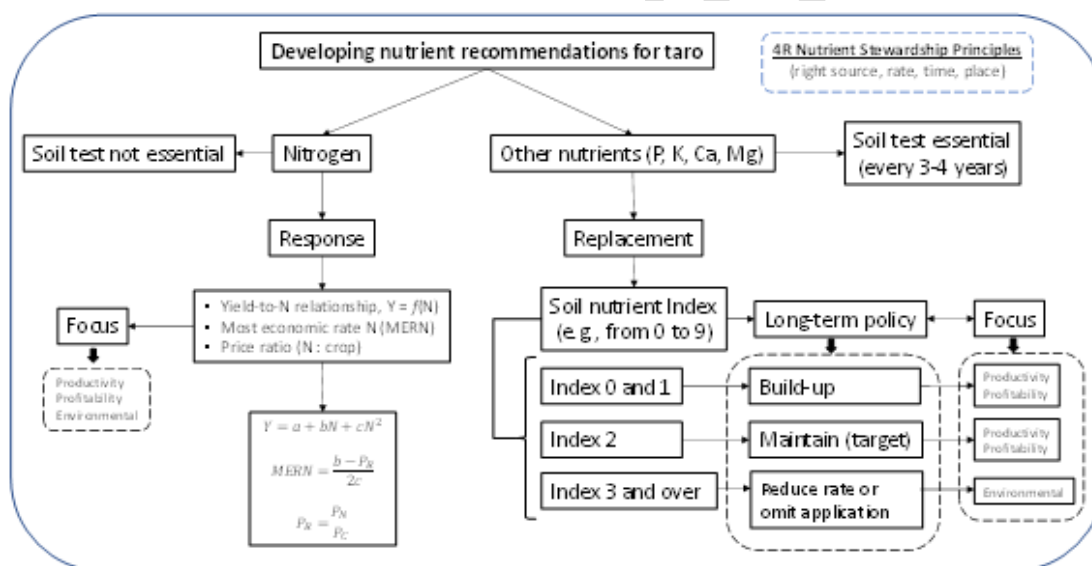 Developing nutrient recommendations for taro
4R Nutrient Stewardship Principles
(right source, rate, time, place)
Soil test not essential
Nitrogen
Other nutrients (P, K, Ca, Mg)
Soil test essential
(every 3-4 years)
Response
Replacement
Focus
Productivity
Profitability
Environmental
• Yield-to-N relationship, Y = f(N)
• Most economic rate N (MERN)
• Price ratio (N : crop)
Y = a + bN + cN²
MERN = (b − P_R) / 2c
P_R = P_N / P_C
Soil nutrient Index
(e.g., from 0 to 9)
Long-term policy
Focus
Index 0 and 1
Build-up
Productivity
Profitability
Index 2
Maintain (target)
Productivity
Profitability
Index 3 and over
Reduce rate or
omit application
Environmental